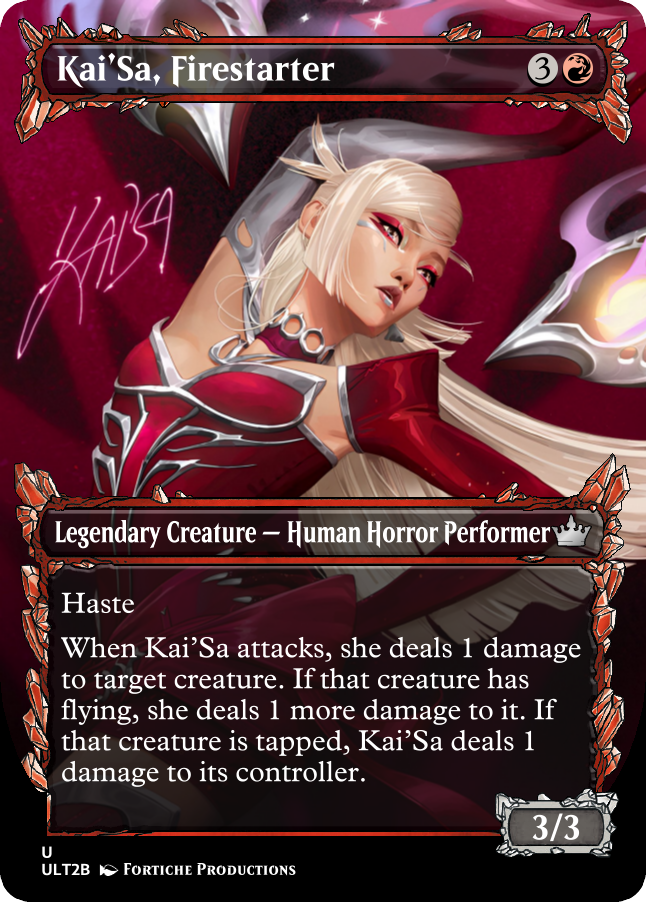 Kai'Sa, Firestarter 3
KAI'SA
Legendary Creature — Human Horror Performer
Haste
When Kai'Sa attacks, she deals 1 damage
to target creature. If that creature has
flying, she deals 1 more damage to it. If
that creature is tapped, Kai'Sa deals 1
damage to its controller.
3/3
U
ULT2B Fortiche Productions